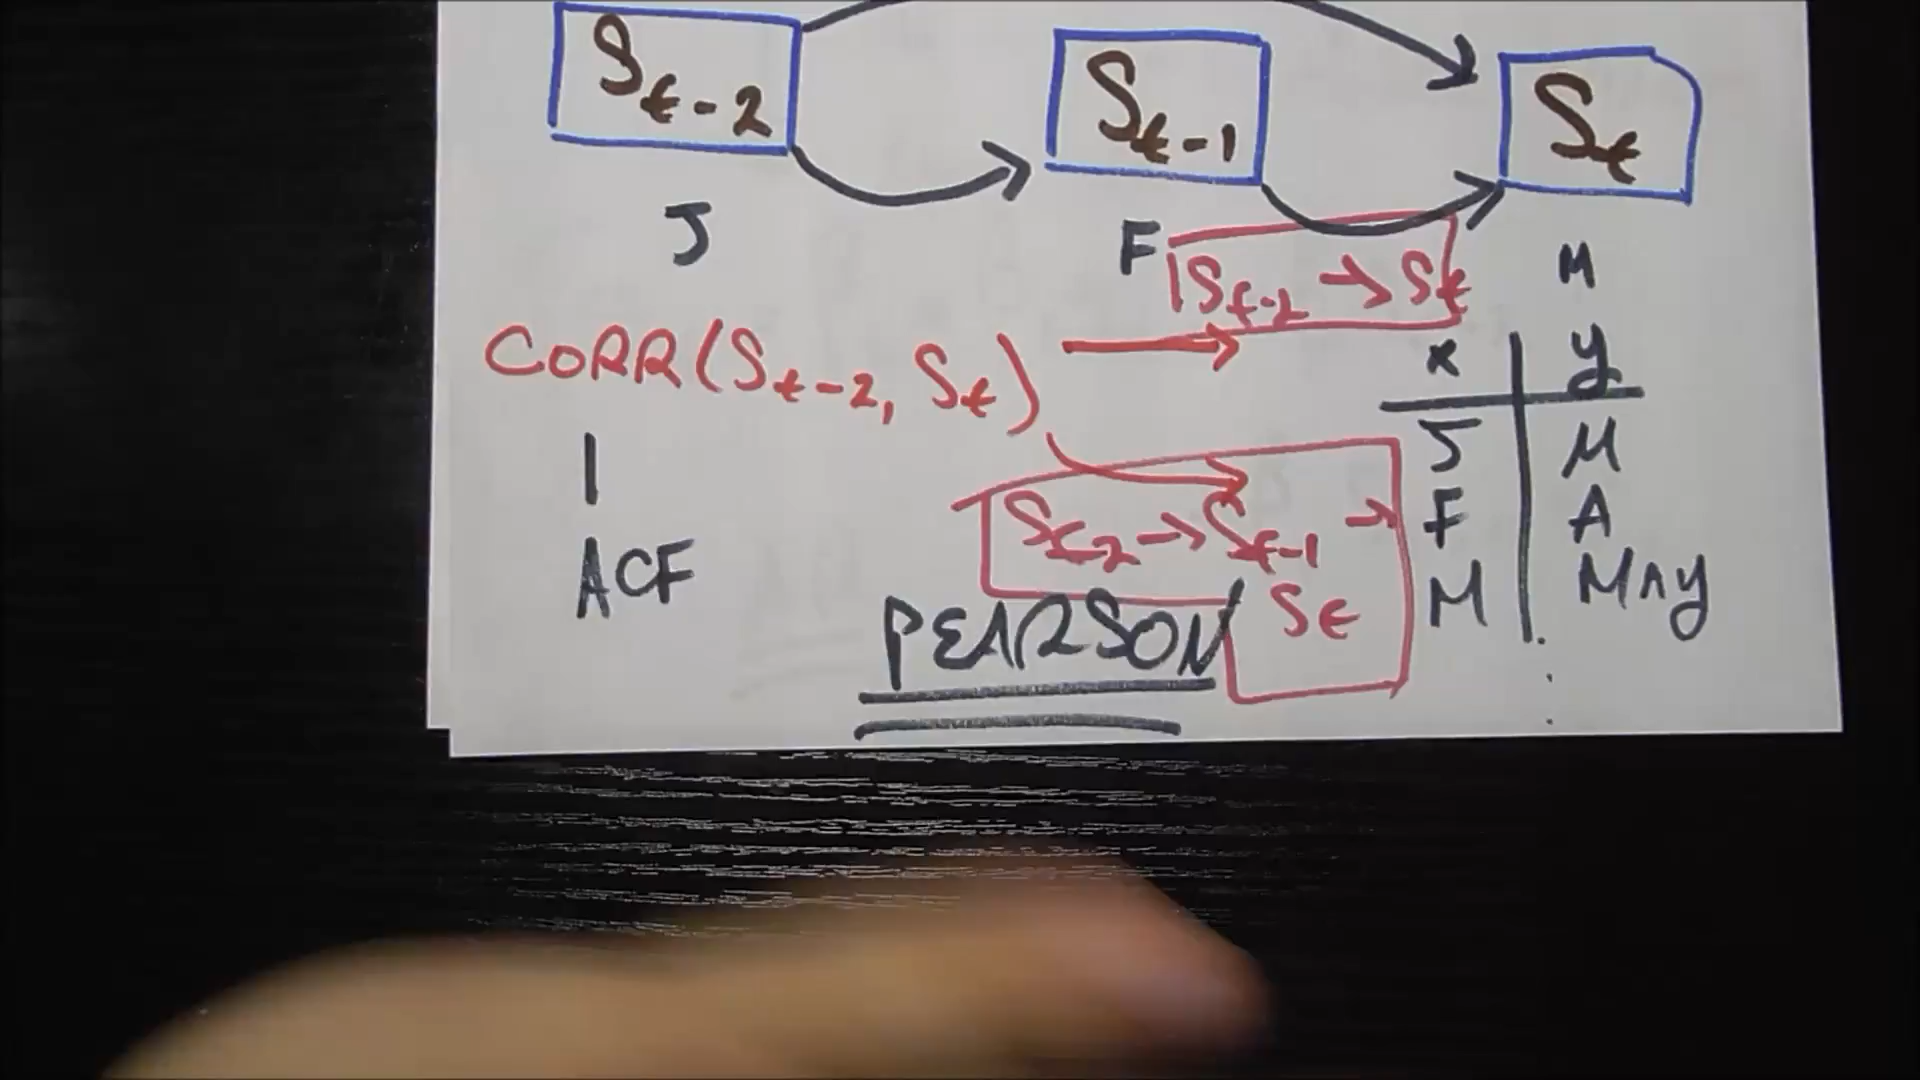 St-2 St-1 St
J F M
St-2 → St
CORR(St-2, St) →
x | y
J | M
F | A
M | MAY
|
ACF
St-2 → St-1 →
St
PEARSON